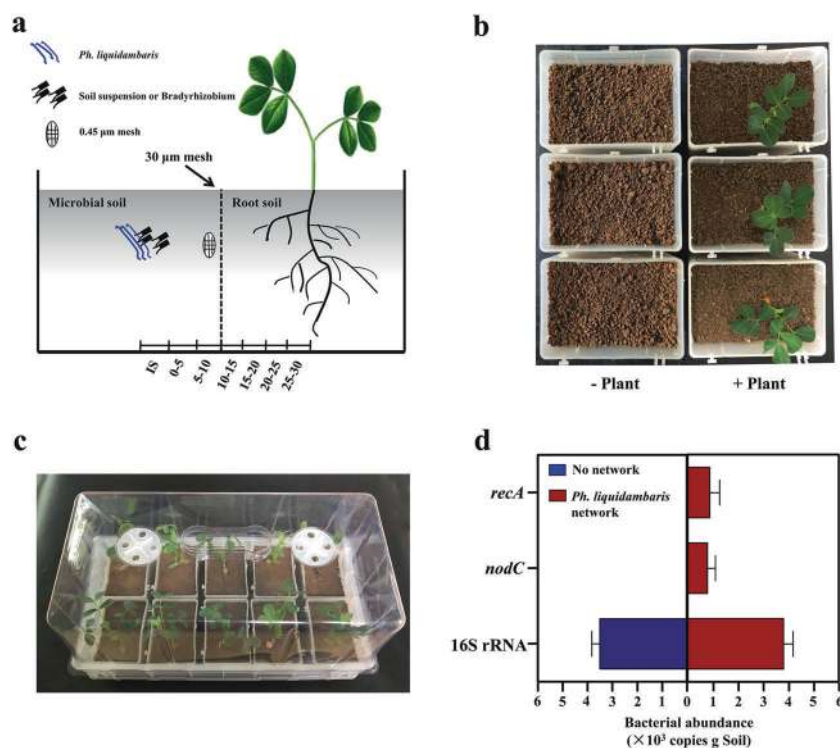 a
Ph. liquidambaris
Soil suspension or Bradyrhizobium
0.45 μm mesh
30 μm mesh
Microbial soil
Root soil
IS
0-5
5-10
10-15
15-20
20-25
25-30
b
- Plant
+ Plant
c
d
No network
Ph. liquidambaris
network
recA
nodC
16S rRNA
6 5 4 3 2 1 0 1 2 3 4 5 6
Bacterial abundance
(×10³ copies g Soil)